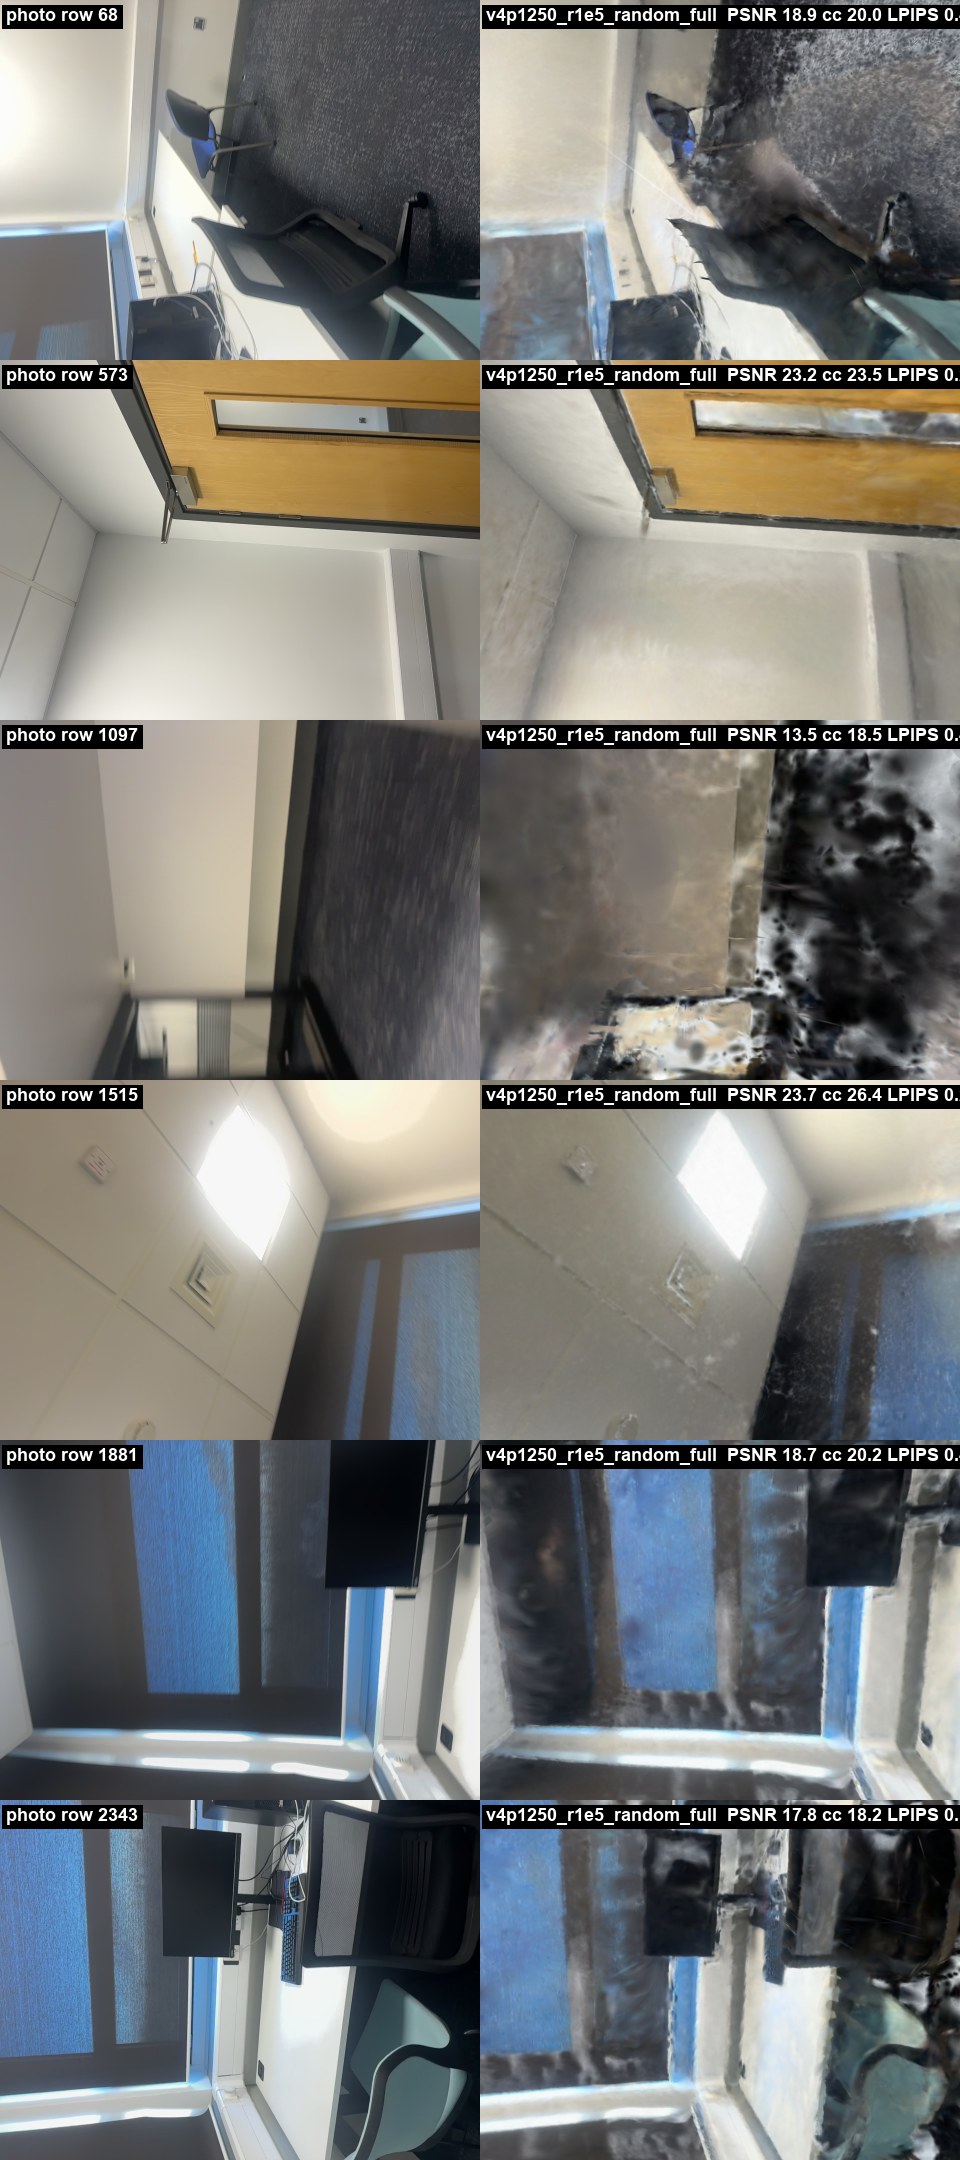 photo row 68
v4p1250_r1e5_random_full PSNR 18.9 cc 20.0 LPIPS 0.
photo row 573
v4p1250_r1e5_random_full PSNR 23.2 cc 23.5 LPIPS 0.
photo row 1097
v4p1250_r1e5_random_full PSNR 13.5 cc 18.5 LPIPS 0.
photo row 1515
v4p1250_r1e5_random_full PSNR 23.7 cc 26.4 LPIPS 0.
photo row 1881
v4p1250_r1e5_random_full PSNR 18.7 cc 20.2 LPIPS 0.
photo row 2343
v4p1250_r1e5_random_full PSNR 17.8 cc 18.2 LPIPS 0.